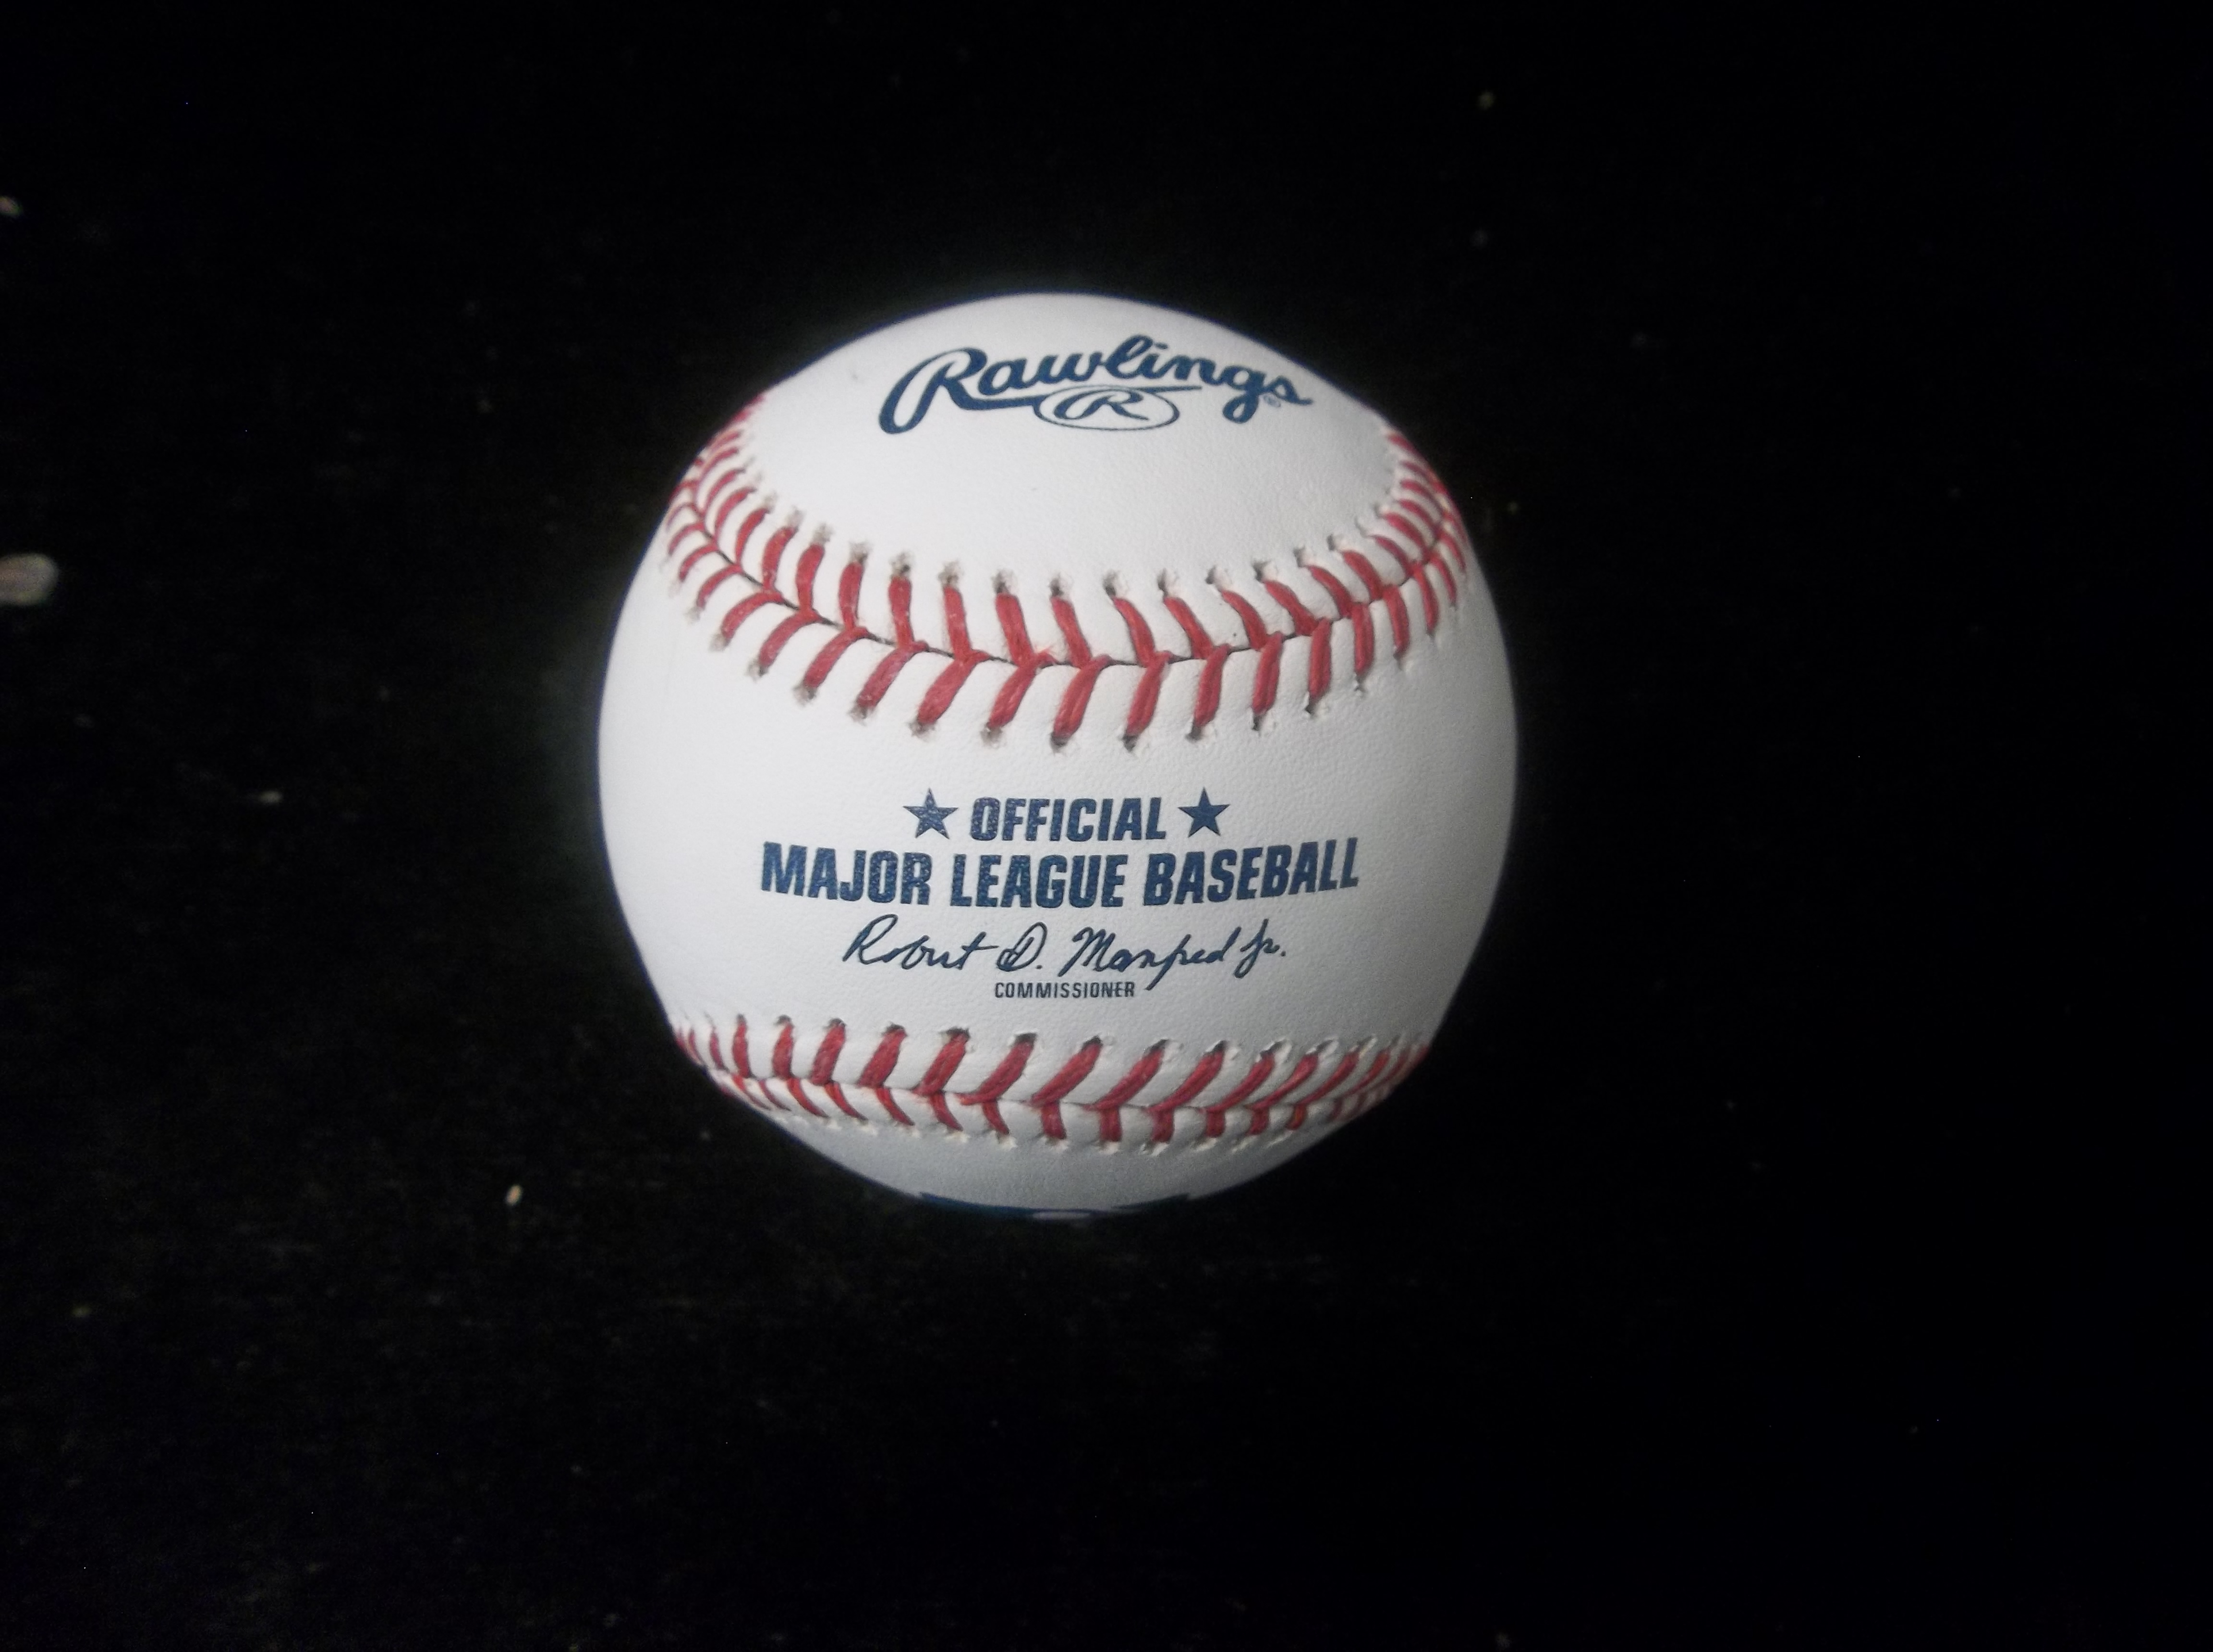 Rawlings®
R
★ OFFICIAL ★
MAJOR LEAGUE BASEBALL
Robert D. Manfred Jr.
COMMISSIONER